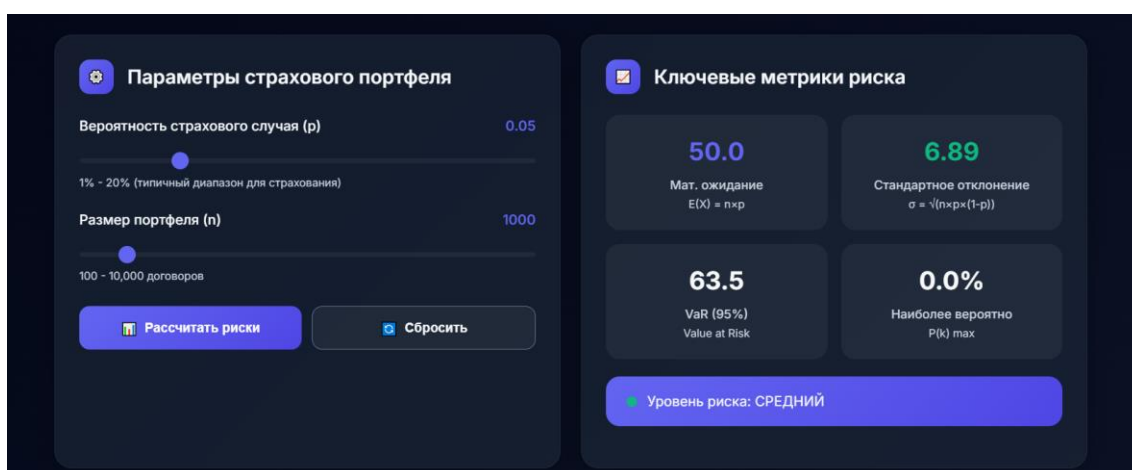 Параметры страхового портфеля
Вероятность страхового случая (p) 0.05
1% - 20% (типичный диапазон для страхования)
Размер портфеля (n) 1000
100 - 10,000 договоров
Рассчитать риски
Сбросить
Ключевые метрики риска
50.0
Мат. ожидание
E(X) = n×p
6.89
Стандартное отклонение
σ = √(n×p×(1-p))
63.5
VaR (95%)
Value at Risk
0.0%
Наиболее вероятно
P(k) max
Уровень риска: СРЕДНИЙ